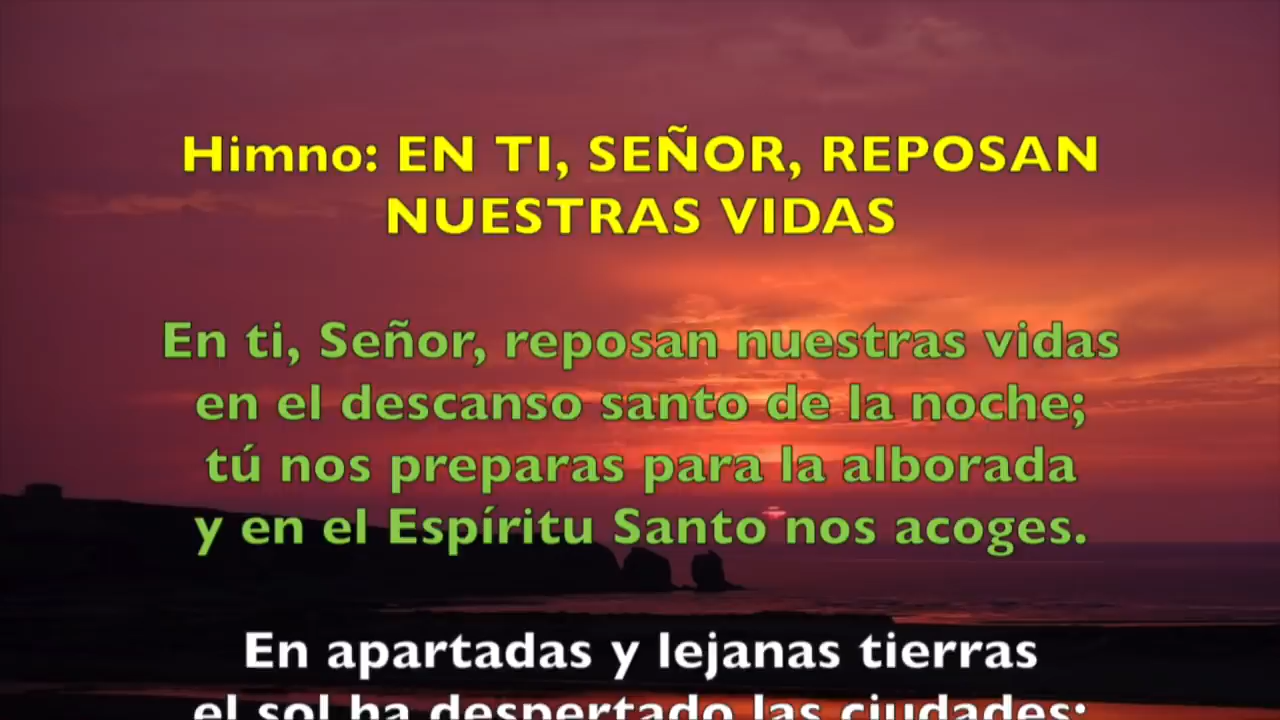 Himno: EN TI, SEÑOR, REPOSAN
NUESTRAS VIDAS
En ti, Señor, reposan nuestras vidas
en el descanso santo de la noche;
tú nos preparas para la alborada
y en el Espíritu Santo nos acoges.
En apartadas y lejanas tierras
el sol ha despertado las ciudades;